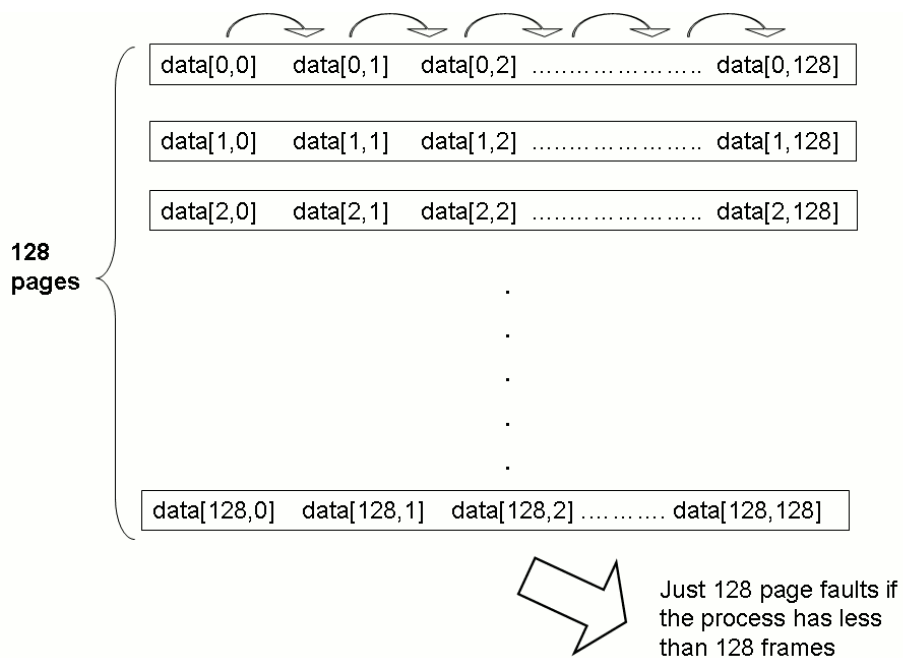 data[0,0] data[0,1] data[0,2] ...………………... data[0,128]
data[1,0] data[1,1] data[1,2] ...………………... data[1,128]
data[2,0] data[2,1] data[2,2] ...………………... data[2,128]
128
pages
.
.
.
.
.
data[128,0] data[128,1] data[128,2] ………... data[128,128]
Just 128 page faults if
the process has less
than 128 frames